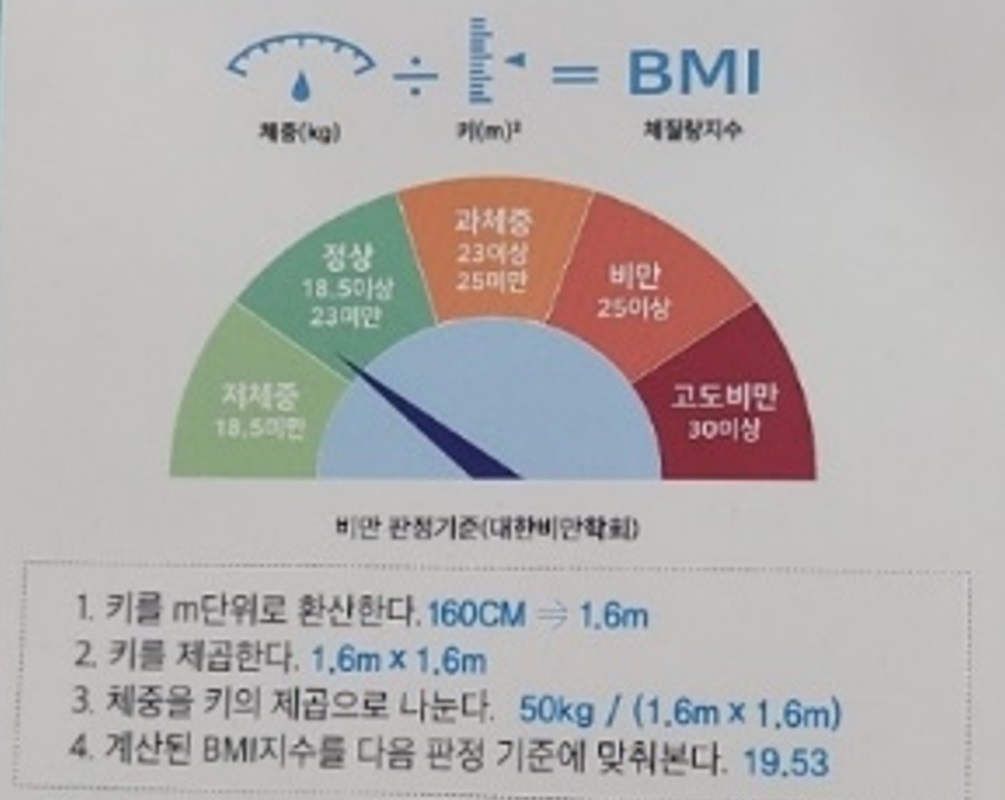 ÷ = BMI
체중(kg) 키(m)² 체질량지수
과체중
23이상
25미만
정상
18.5이상
23미만
비만
25이상
저체중
18.5미만
고도비만
30이상
비만 판정기준(대한비만학회)
1. 키를 m단위로 환산한다. 160CM ⇒ 1.6m
2. 키를 제곱한다. 1.6m x 1.6m
3. 체중을 키의 제곱으로 나눈다. 50kg / (1.6m x 1.6m)
4. 계산된 BMI지수를 다음 판정 기준에 맞춰본다. 19.53